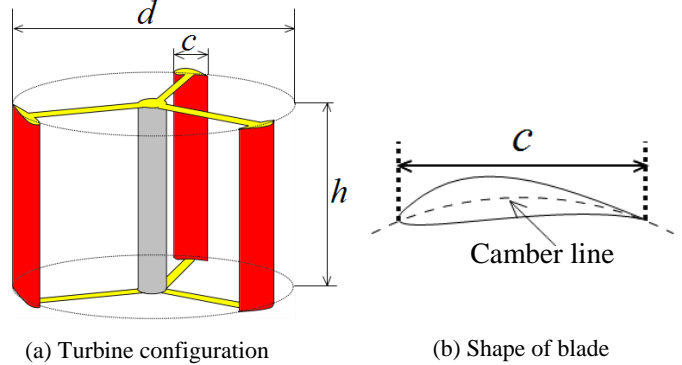 d
c
h
c
Camber line
(a) Turbine configuration
(b) Shape of blade